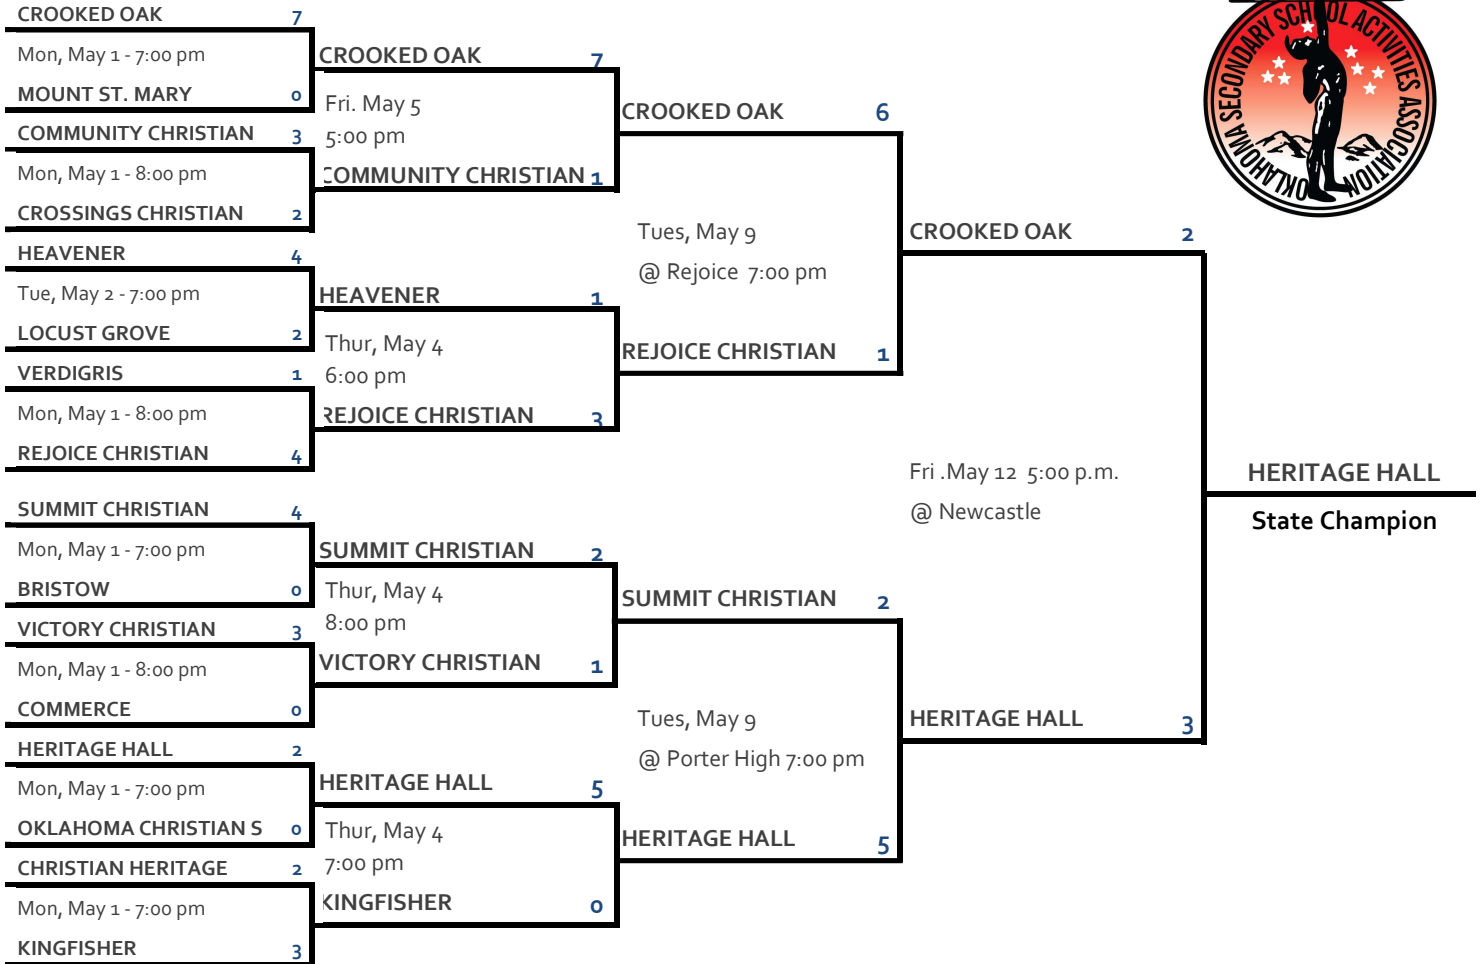 CROOKED OAK 7
Mon, May 1 - 7:00 pm
MOUNT ST. MARY 0
COMMUNITY CHRISTIAN 3
Mon, May 1 - 8:00 pm
CROSSINGS CHRISTIAN 2
HEAVENER 4
Tue, May 2 - 7:00 pm
LOCUST GROVE 2
VERDIGRIS 1
Mon, May 1 - 8:00 pm
REJOICE CHRISTIAN 4
SUMMIT CHRISTIAN 4
Mon, May 1 - 7:00 pm
BRISTOW 0
VICTORY CHRISTIAN 3
Mon, May 1 - 8:00 pm
COMMERCE 0
HERITAGE HALL 2
Mon, May 1 - 7:00 pm
OKLAHOMA CHRISTIAN S 0
CHRISTIAN HERITAGE 2
Mon, May 1 - 7:00 pm
KINGFISHER 3
CROOKED OAK 7
Fri. May 5
5:00 pm
COMMUNITY CHRISTIAN 1
HEAVENER 1
Thur, May 4
6:00 pm
REJOICE CHRISTIAN 3
SUMMIT CHRISTIAN 2
Thur, May 4
8:00 pm
VICTORY CHRISTIAN 1
HERITAGE HALL 5
Thur, May 4
7:00 pm
KINGFISHER 0
CROOKED OAK 6
Tues, May 9
@ Rejoice 7:00 pm
REJOICE CHRISTIAN 1
SUMMIT CHRISTIAN 2
Tues, May 9
@ Porter High 7:00 pm
HERITAGE HALL 5
CROOKED OAK 2
Fri .May 12 5:00 p.m.
@ Newcastle
HERITAGE HALL 3
HERITAGE HALL
State Champion
OKLAHOMA SECONDARY SCHOOL ACTIVITIES ASSOCIATION